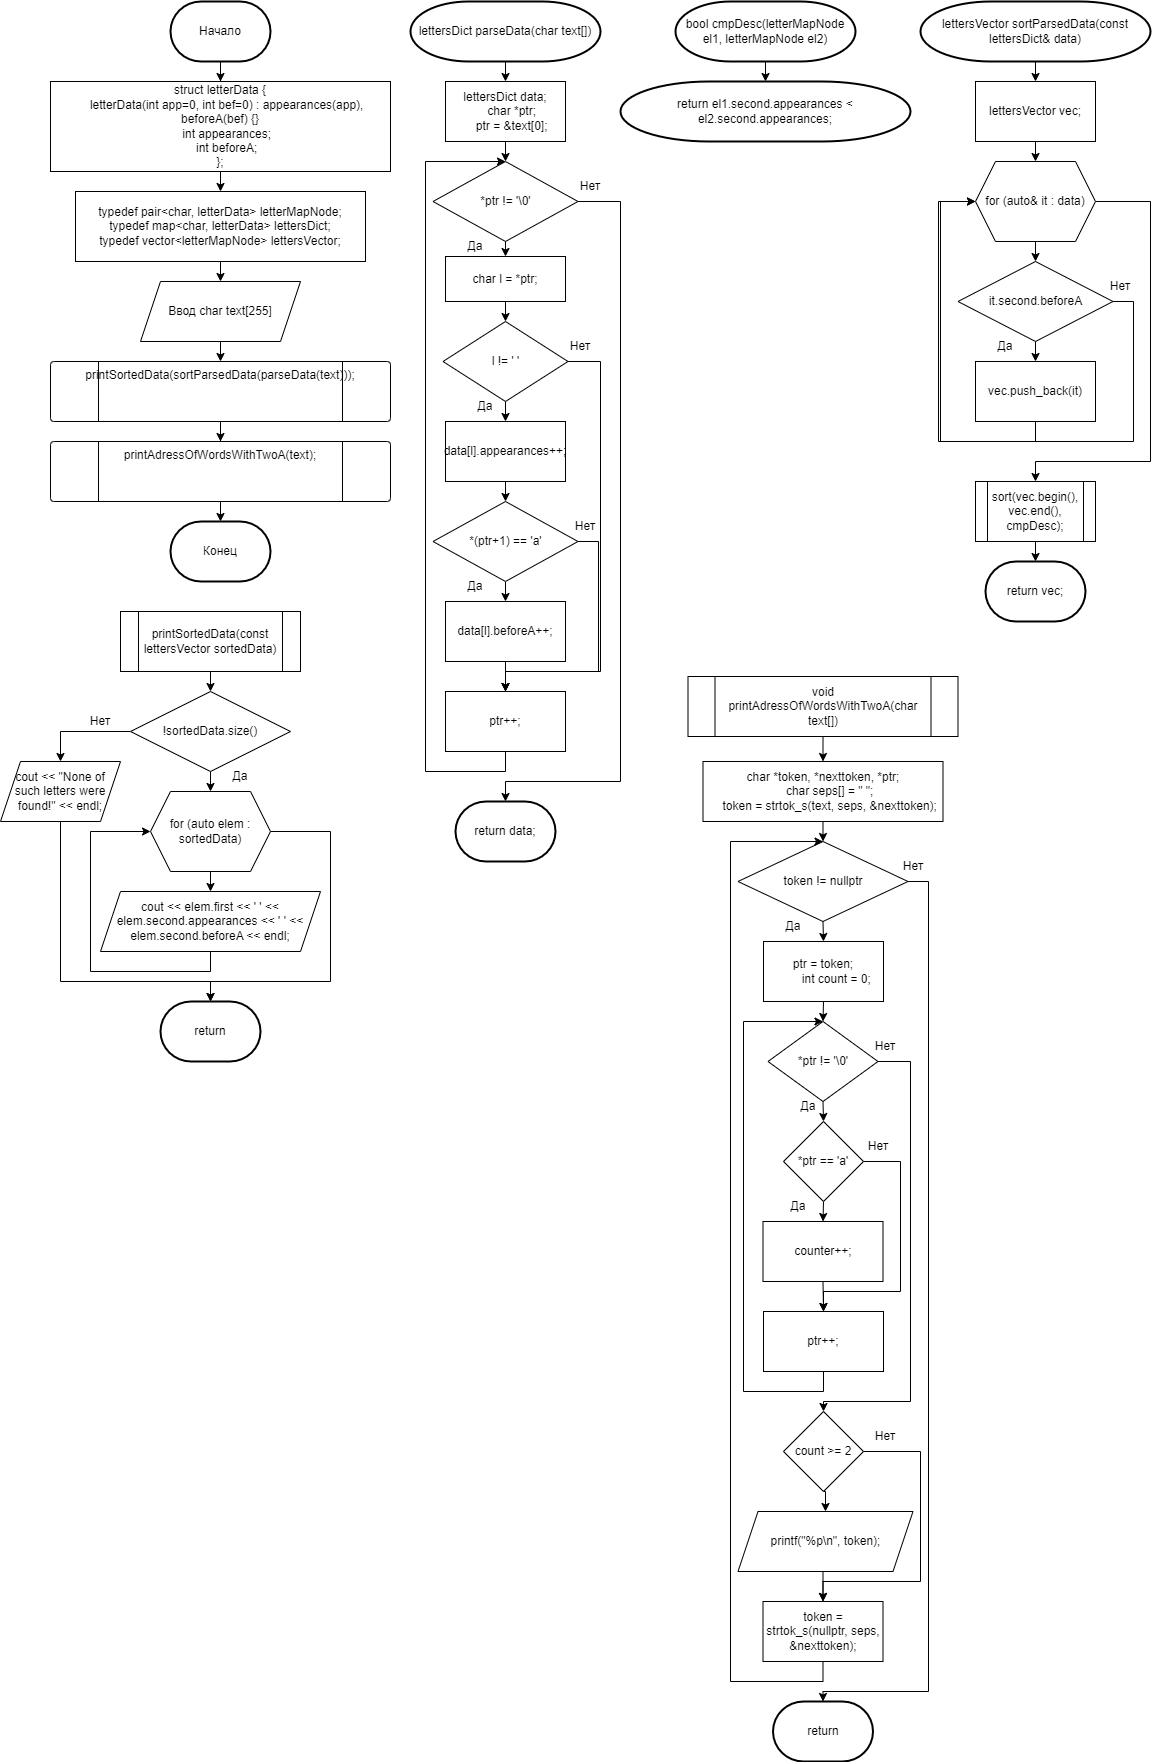 Начало
struct letterData {
letterData(int app=0, int bef=0) : appearances(app),
beforeA(bef) {}
int appearances;
int beforeA;
};
typedef pair<char, letterData> letterMapNode;
typedef map<char, letterData> lettersDict;
typedef vector<letterMapNode> lettersVector;
Ввод char text[255]
printSortedData(sortParsedData(parseData(text)));
printAdressOfWordsWithTwoA(text);
Конец
printSortedData(const
lettersVector sortedData)
!sortedData.size()
Нет
Да
cout << "None of
such letters were
found!" << endl;
for (auto elem :
sortedData)
cout << elem.first << ' ' <<
elem.second.appearances << ' ' <<
elem.second.beforeA << endl;
return
lettersDict parseData(char text[])
lettersDict data;
char *ptr;
ptr = &text[0];
*ptr != '\0'
Нет
Да
char l = *ptr;
l != ' '
Нет
Да
data[l].appearances++;
*(ptr+1) == 'a'
Нет
Да
data[l].beforeA++;
ptr++;
return data;
bool cmpDesc(letterMapNode
el1, letterMapNode el2)
return el1.second.appearances <
el2.second.appearances;
lettersVector sortParsedData(const
lettersDict& data)
lettersVector vec;
for (auto& it : data)
it.second.beforeA
Нет
Да
vec.push_back(it)
sort(vec.begin(),
vec.end(),
cmpDesc);
return vec;
void
printAdressOfWordsWithTwoA(char
text[])
char *token, *nexttoken, *ptr;
char seps[] = " ";
token = strtok_s(text, seps, &nexttoken);
token != nullptr
Нет
Да
ptr = token;
int count = 0;
*ptr != '\0'
Нет
Да
*ptr == 'a'
Нет
Да
counter++;
ptr++;
count >= 2
Нет
printf("%p\n", token);
token =
strtok_s(nullptr, seps,
&nexttoken);
return